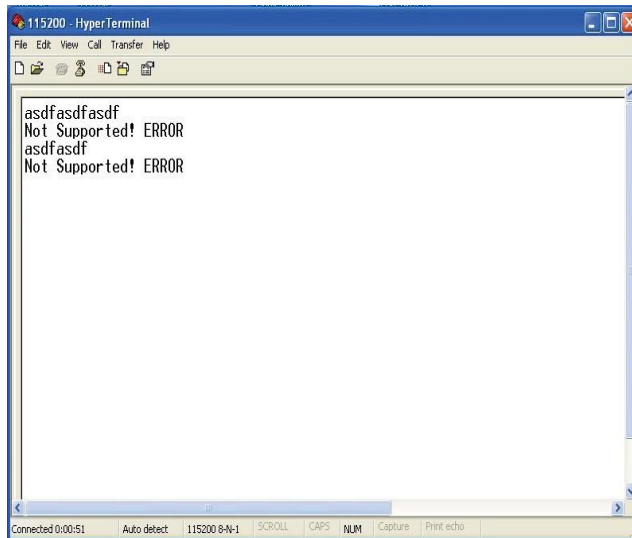 115200 - HyperTerminal
File Edit View Call Transfer Help
asdfasdfasdf
Not Supported! ERROR
asdfasdf
Not Supported! ERROR
Connected 0:00:51 Auto detect 115200 8-N-1 SCROLL CAPS NUM Capture Print echo